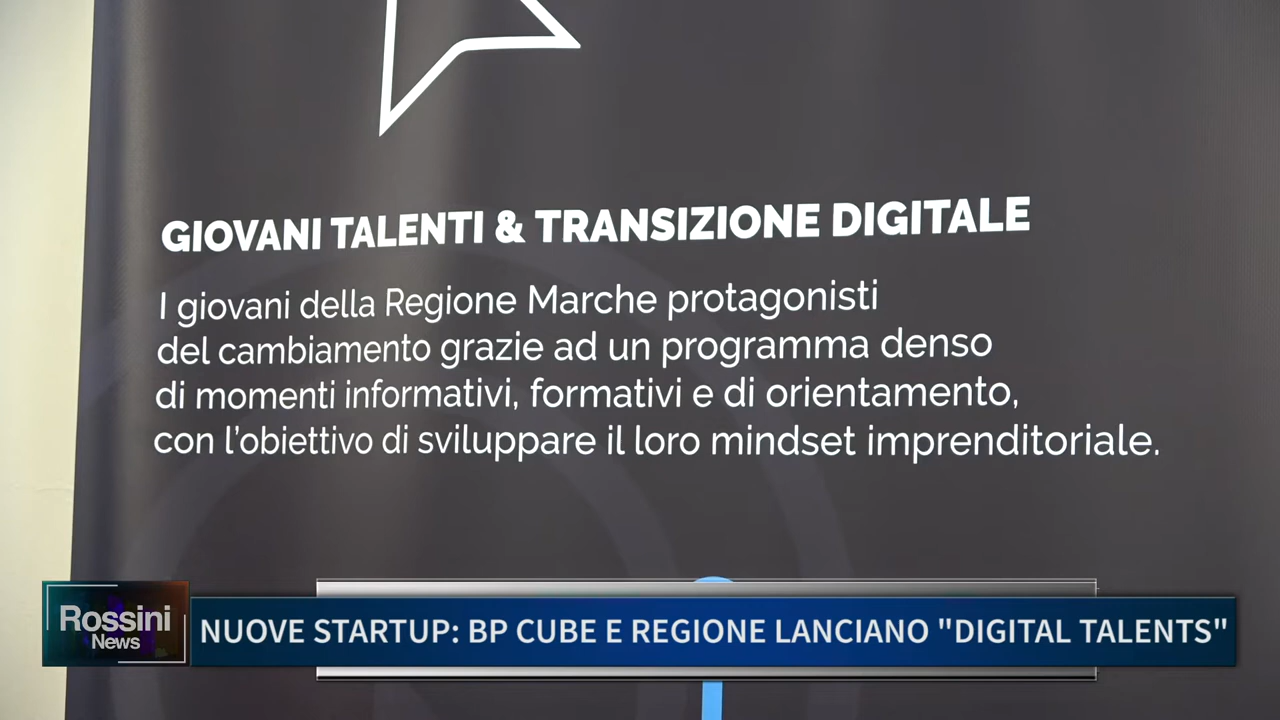 GIOVANI TALENTI & TRANSIZIONE DIGITALE
I giovani della Regione Marche protagonisti
del cambiamento grazie ad un programma denso
di momenti informativi, formativi e di orientamento,
con l'obiettivo di sviluppare il loro mindset imprenditoriale.
Rossini
News
NUOVE STARTUP: BP CUBE E REGIONE LANCIANO "DIGITAL TALENTS"